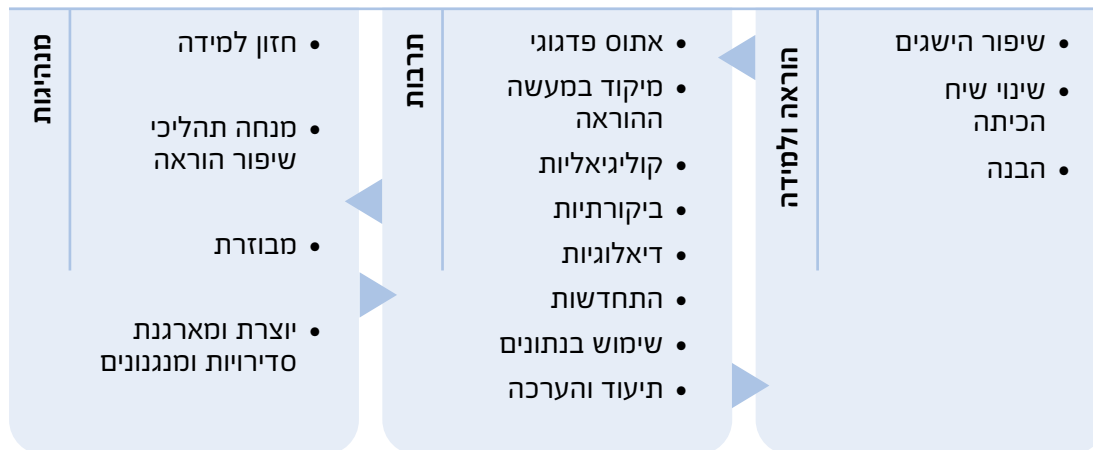 הוראה ולמידה
שיפור הישגים
שינוי שיח
הכיתה
הבנה
תרבות
אתוס פדגוגי
מיקוד במעשה
ההוראה
קוליגיאליות
ביקורתיות
דיאלוגיות
התחדשות
שימוש בנתונים
תיעוד והערכה
מנהיגות
חזון למידה
מנחה תהליכי
שיפור הוראה
מבוזרת
יוצרת ומארגנת
סדירויות ומנגנונים